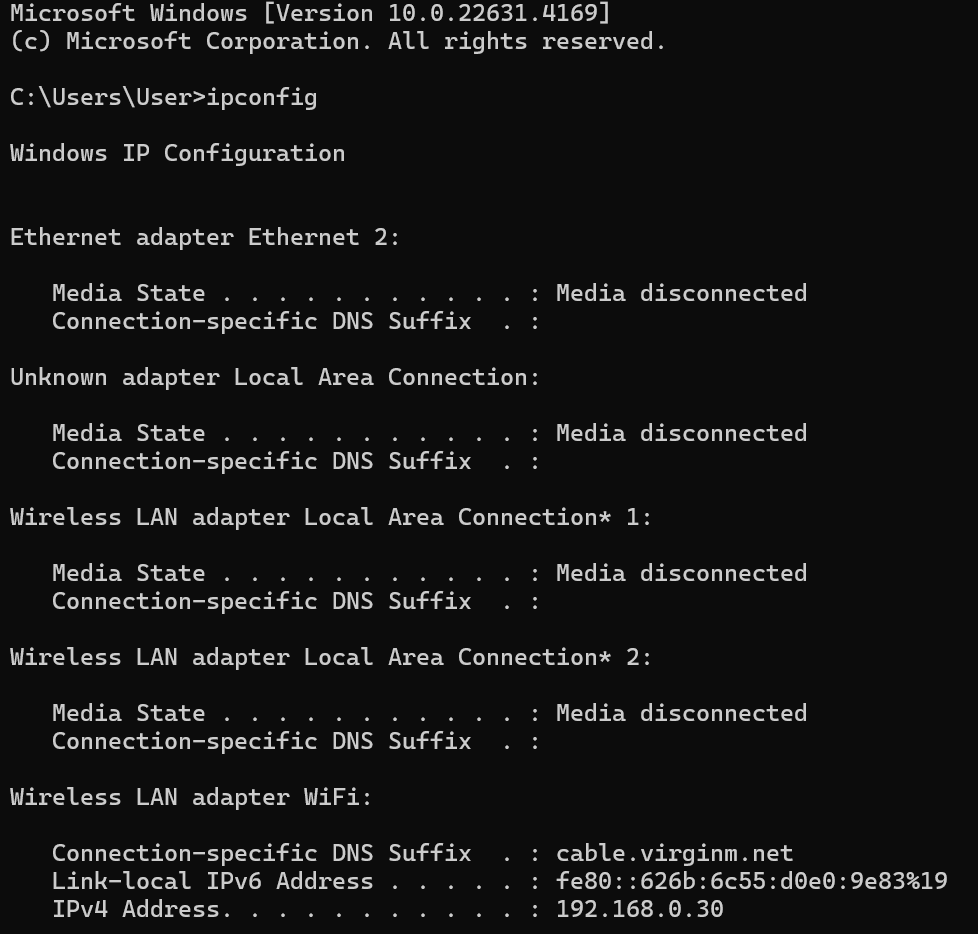 Microsoft Windows [Version 10.0.22631.4169]
(c) Microsoft Corporation. All rights reserved.
C:\Users\User>ipconfig
Windows IP Configuration
Ethernet adapter Ethernet 2:
Media State . . . . . . . . . . . : Media disconnected
Connection-specific DNS Suffix  . :
Unknown adapter Local Area Connection:
Media State . . . . . . . . . . . : Media disconnected
Connection-specific DNS Suffix  . :
Wireless LAN adapter Local Area Connection* 1:
Media State . . . . . . . . . . . : Media disconnected
Connection-specific DNS Suffix  . :
Wireless LAN adapter Local Area Connection* 2:
Media State . . . . . . . . . . . : Media disconnected
Connection-specific DNS Suffix  . :
Wireless LAN adapter WiFi:
Connection-specific DNS Suffix  . : cable.virginm.net
Link-local IPv6 Address . . . . . : fe80::626b:6c55:d0e0:9e83%19
IPv4 Address. . . . . . . . . . . : 192.168.0.30